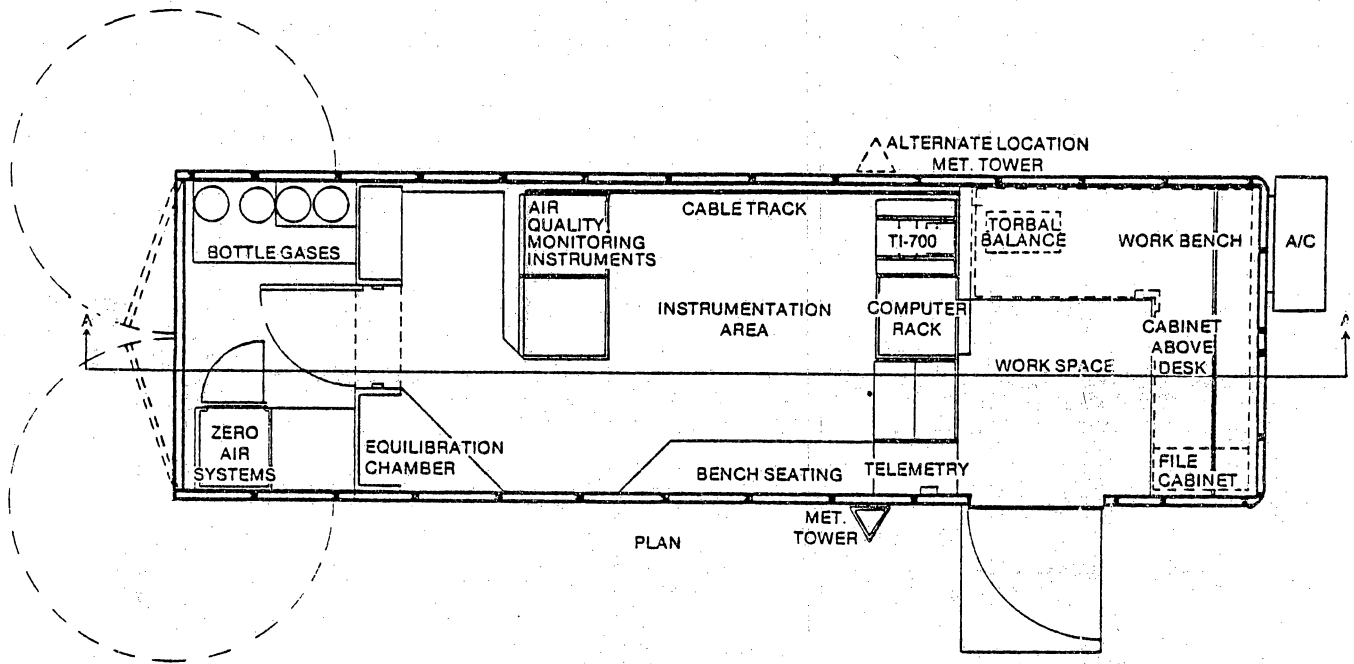 ALTERNATE LOCATION
MET. TOWER
AIR
QUALITY
MONITORING
INSTRUMENTS
CABLE TRACK
TI-700
TORBAL
BALANCE
WORK BENCH
A/C
BOTTLE GASES
INSTRUMENTATION
AREA
COMPUTER
RACK
CABINET
ABOVE
DESK
A
A
WORK SPACE
ZERO
AIR
SYSTEMS
EQUILIBRATION
CHAMBER
BENCH SEATING
TELEMETRY
FILE
CABINET
MET.
TOWER
PLAN